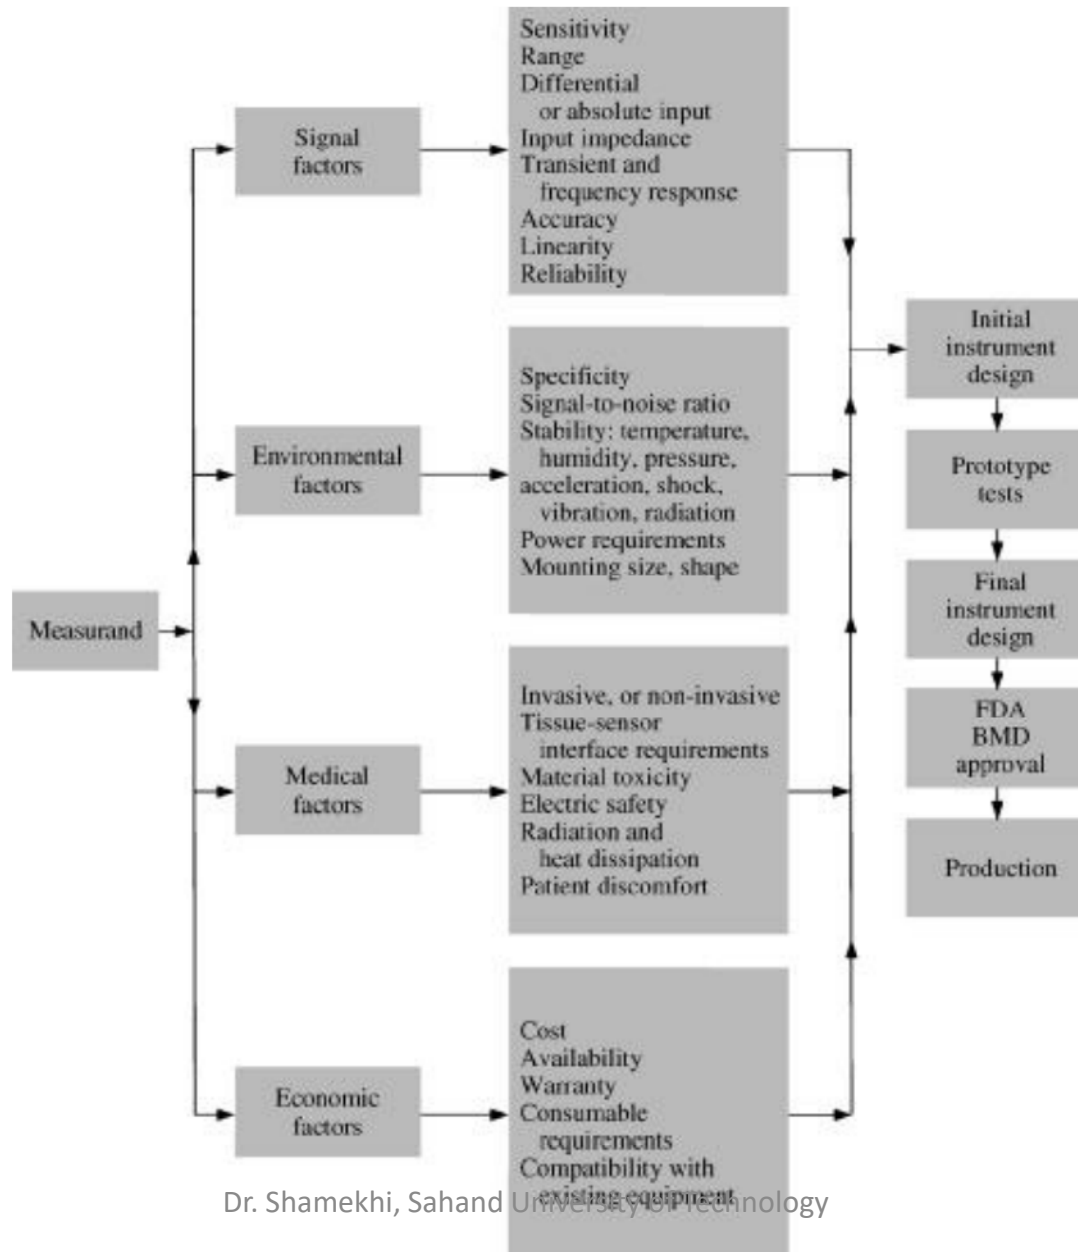 Sensitivity
Range
Differential
or absolute input
Input impedance
Transient and
frequency response
Accuracy
Linearity
Reliability
Signal
factors
Initial
instrument
design
Specificity
Signal-to-noise ratio
Stability: temperature,
humidity, pressure,
acceleration, shock,
vibration, radiation
Power requirements
Mounting size, shape
Environmental
factors
Prototype
tests
Final
instrument
design
Measurand
Invasive, or non-invasive
Tissue-sensor
interface requirements
Material toxicity
Electric safety
Radiation and
heat dissipation
Patient discomfort
Medical
factors
FDA
BMD
approval
Production
Cost
Availability
Warranty
Consumable
requirements
Compatibility with
existing equipment
Economic
factors
Dr. Shamekhi, Sahand University of Technology